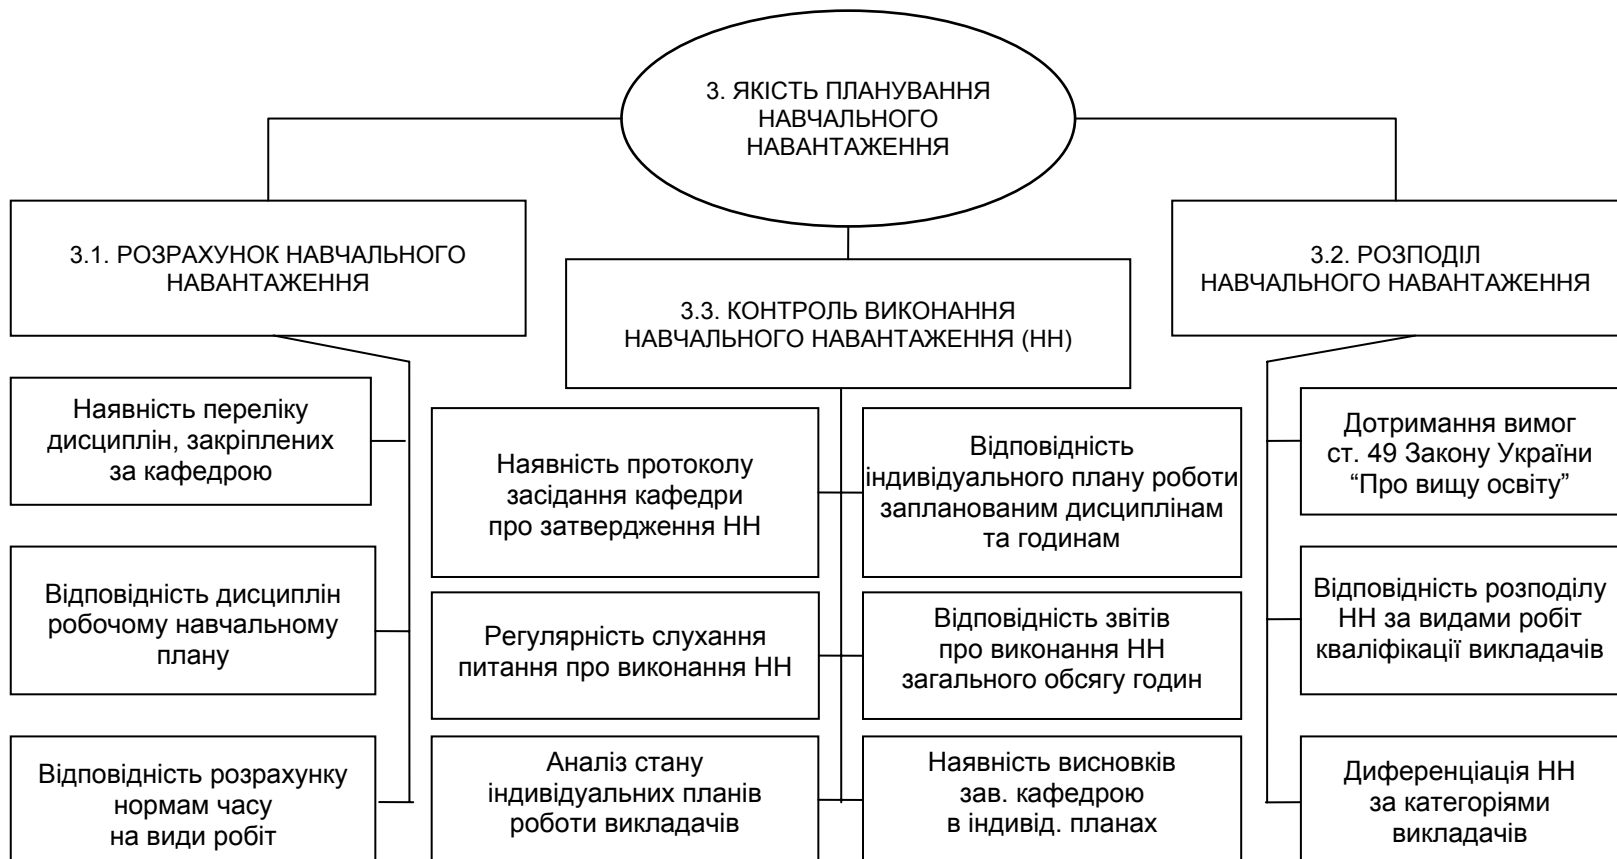 3. ЯКІСТЬ ПЛАНУВАННЯ
НАВЧАЛЬНОГО
НАВАНТАЖЕННЯ
3.1. РОЗРАХУНОК НАВЧАЛЬНОГО
НАВАНТАЖЕННЯ
3.3. КОНТРОЛЬ ВИКОНАННЯ
НАВЧАЛЬНОГО НАВАНТАЖЕННЯ (НН)
3.2. РОЗПОДІЛ
НАВЧАЛЬНОГО НАВАНТАЖЕННЯ
Наявність переліку
дисциплін, закріплених
за кафедрою
Відповідність дисциплін
робочому навчальному
плану
Відповідність розрахунку
нормам часу
на види робіт
Наявність протоколу
засідання кафедри
про затвердження НН
Регулярність слухання
питання про виконання НН
Аналіз стану
індивідуальних планів
роботи викладачів
Відповідність
індивідуального плану роботи
запланованим дисциплінам
та годинам
Відповідність звітів
про виконання НН
загального обсягу годин
Наявність висновків
зав. кафедрою
в індивід. планах
Дотримання вимог
ст. 49 Закону України
“Про вищу освіту”
Відповідність розподілу
НН за видами робіт
кваліфікації викладачів
Диференціація НН
за категоріями
викладачів